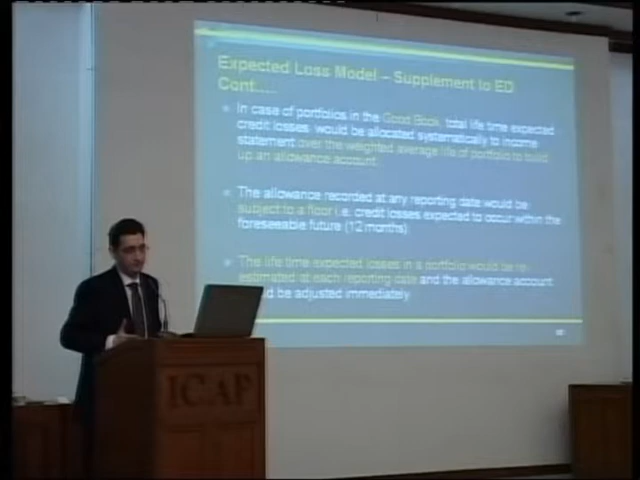 Expected Loss Model – Supplement to ED
Cont….
In case of portfolios in the Good Book, total life time expected
credit losses, would be allocated systematically to income
statement over the weighted average life of portfolio to build
up an allowance account.
The allowance recorded at any reporting date would be
subject to a floor i.e. credit losses expected to occur within the
foreseeable future (12 months)
The life time expected losses in a portfolio would be re-
estimated at each reporting date and the allowance account
be adjusted immediately
ICAP